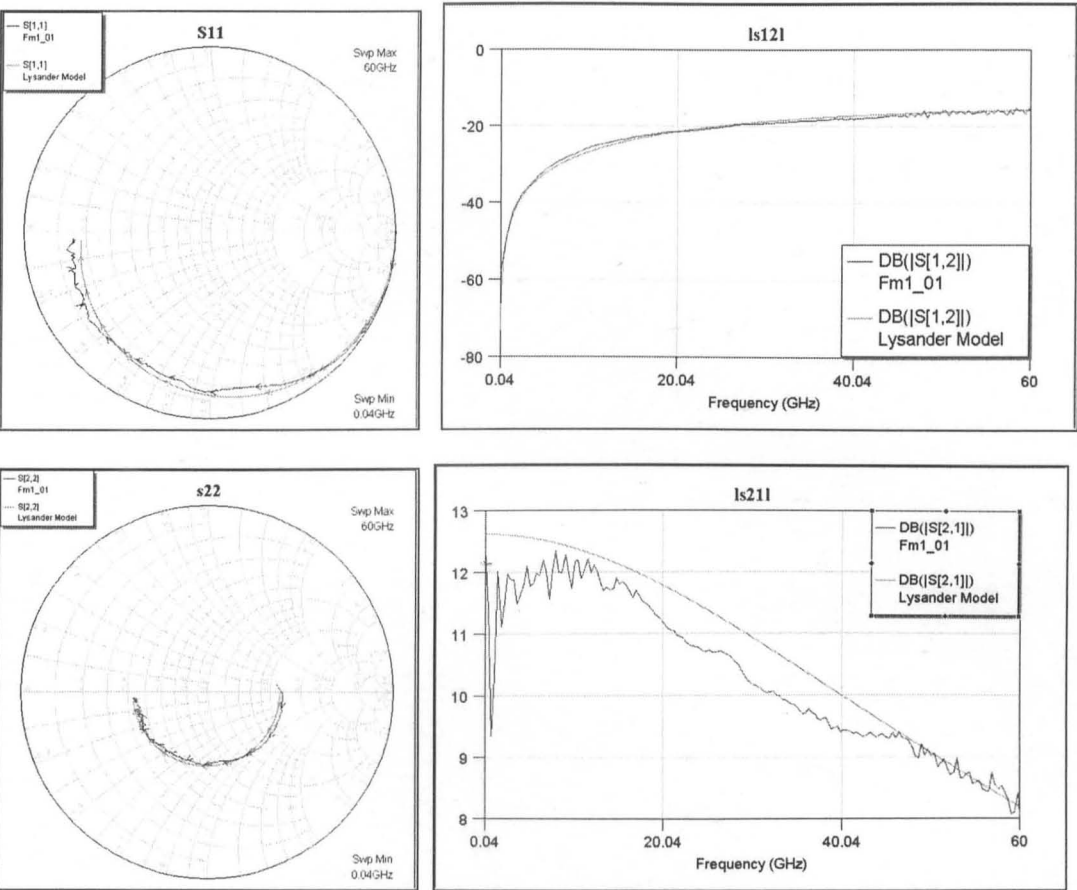 S[1,1]
Fm1_01
S[1,1]
Lysander Model
S11
Swp Max
60GHz
Swp Min
0.04GHz
ls12l
0
-20
-40
-60
-80
DB(|S[1,2]|)
Fm1_01
DB(|S[1,2]|)
Lysander Model
0.04
20.04
40.04
60
Frequency (GHz)
S[2,2]
Fm1_01
S[2,2]
Lysander Model
s22
Swp Max
60GHz
Swp Min
0.04GHz
ls21l
13
12
11
10
9
8
DB(|S[2,1]|)
Fm1_01
DB(|S[2,1]|)
Lysander Model
0.04
20.04
40.04
60
Frequency (GHz)